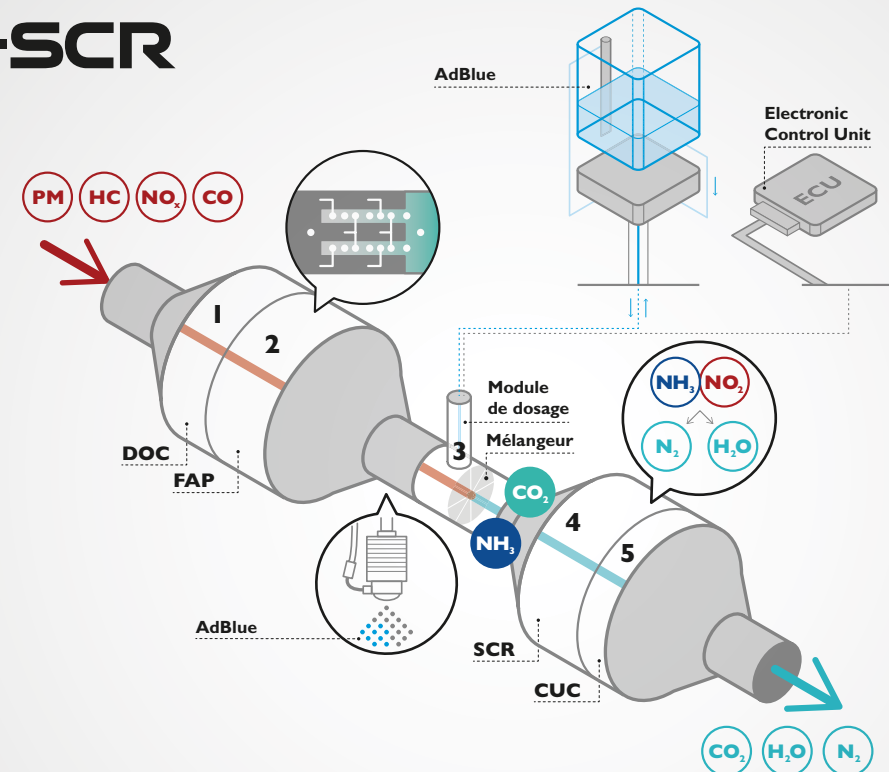 -SCR
AdBlue
Electronic
Control Unit
ECU
PM HC NOₓ CO
1
2
Module
de dosage
3
Mélangeur
NH₃ NO₂
N₂ H₂O
DOC
FAP
CO₂
NH₃
4
5
AdBlue
SCR
CUC
CO₂ H₂O N₂